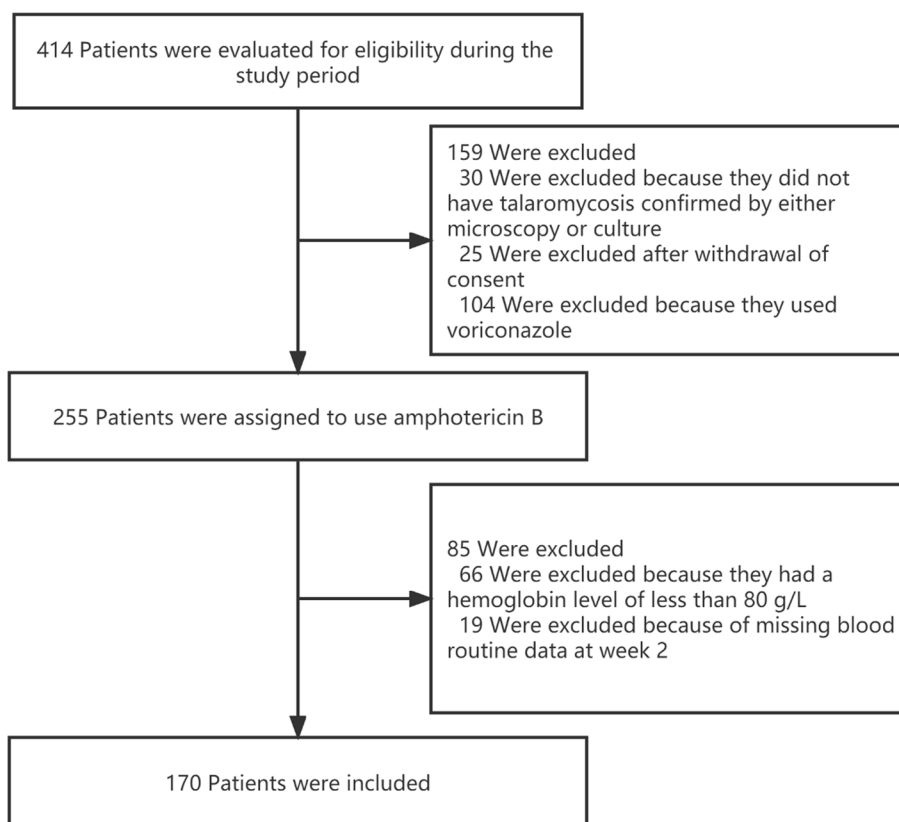 414 Patients were evaluated for eligibility during the
study period
159 Were excluded
30 Were excluded because they did not
have talaromycosis confirmed by either
microscopy or culture
25 Were excluded after withdrawal of
consent
104 Were excluded because they used
voriconazole
255 Patients were assigned to use amphotericin B
85 Were excluded
66 Were excluded because they had a
hemoglobin level of less than 80 g/L
19 Were excluded because of missing blood
routine data at week 2
170 Patients were included